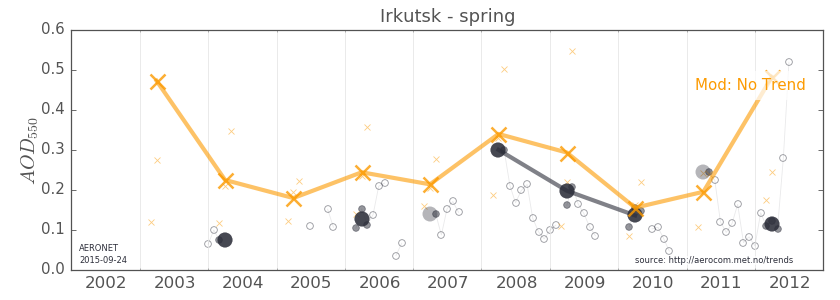 Irkutsk - spring
0.6
0.5
0.4
0.3
0.2
0.1
0.0
AOD550
Mod: No Trend
AERONET
2015-09-24
source: http://aerocom.met.no/trends
2002 2003 2004 2005 2006 2007 2008 2009 2010 2011 2012